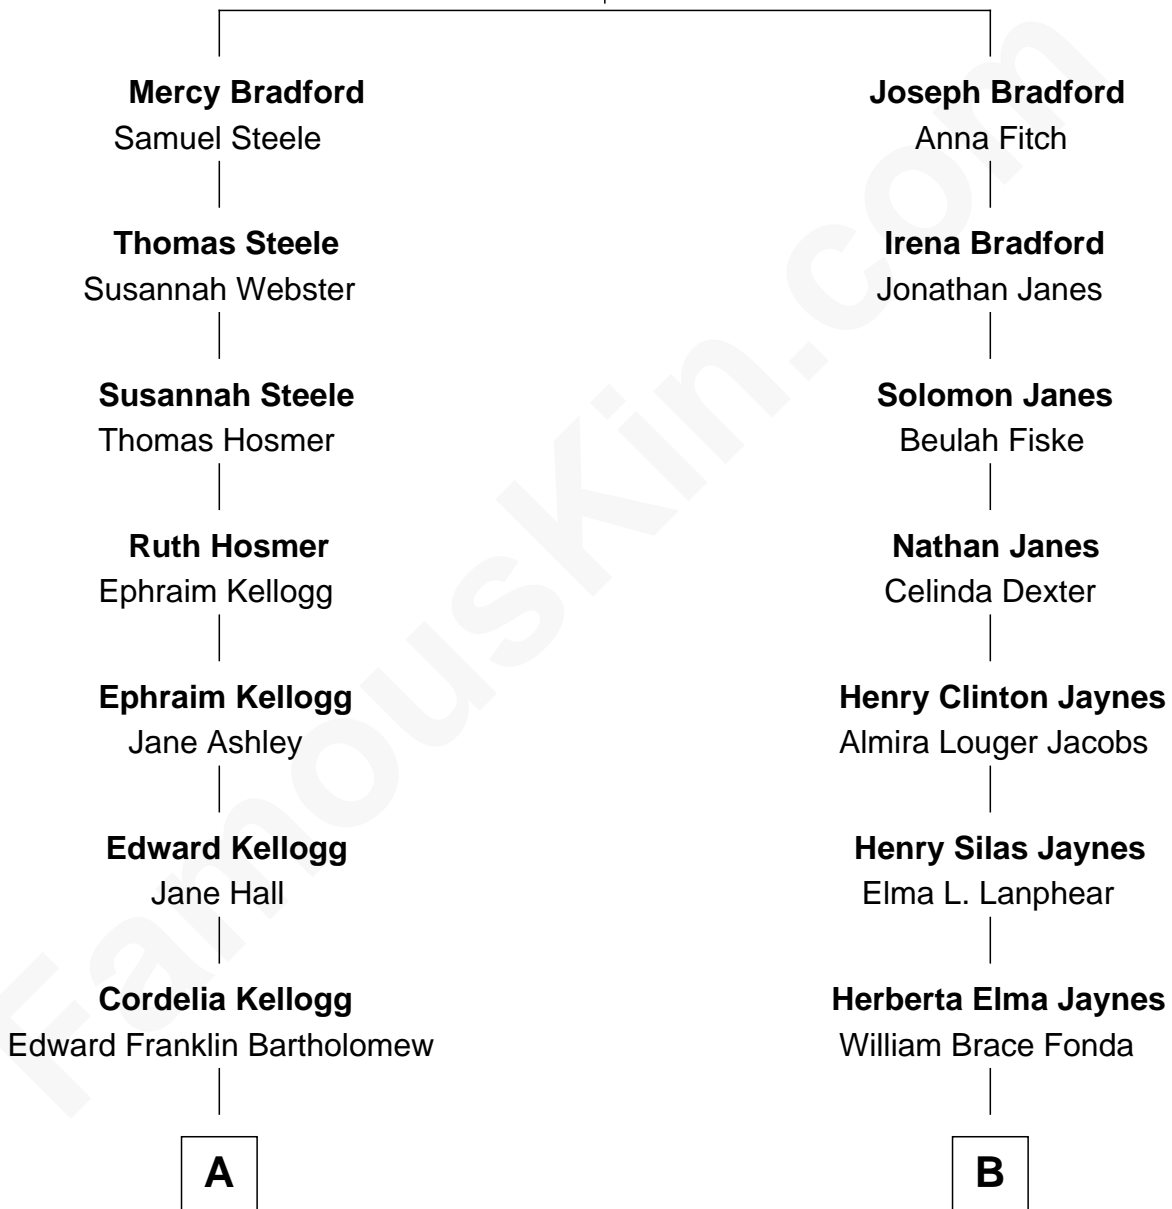 Mercy Bradford
Samuel Steele
Thomas Steele
Susannah Webster
Susannah Steele
Thomas Hosmer
Ruth Hosmer
Ephraim Kellogg
Ephraim Kellogg
Jane Ashley
Edward Kellogg
Jane Hall
Cordelia Kellogg
Edward Franklin Bartholomew
A
Joseph Bradford
Anna Fitch
Irena Bradford
Jonathan Janes
Solomon Janes
Beulah Fiske
Nathan Janes
Celinda Dexter
Henry Clinton Jaynes
Almira Louger Jacobs
Henry Silas Jaynes
Elma L. Lanphear
Herberta Elma Jaynes
William Brace Fonda
B
FamousKin.com